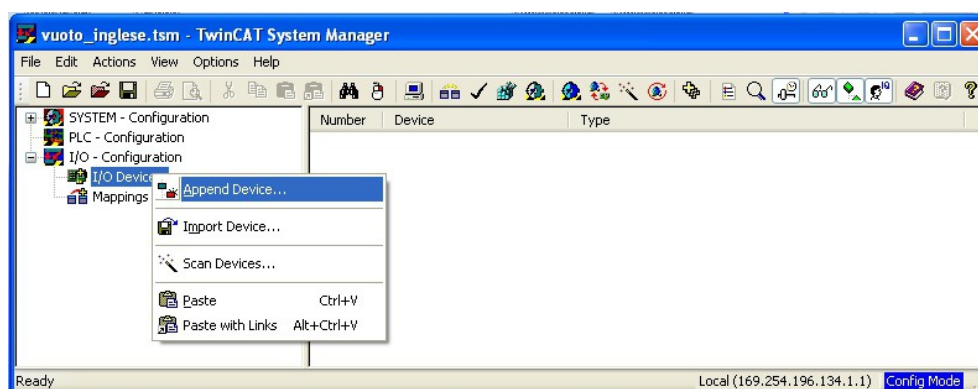 vuoto_inglese.tsm - TwinCAT System Manager
File Edit Actions View Options Help
SYSTEM - Configuration
PLC - Configuration
I/O - Configuration
I/O Device
Mappings
Number Device Type
Append Device...
Import Device...
Scan Devices...
Paste Ctrl+V
Paste with Links Alt+Ctrl+V
Ready Local (169.254.196.134.1.1) Config Mode